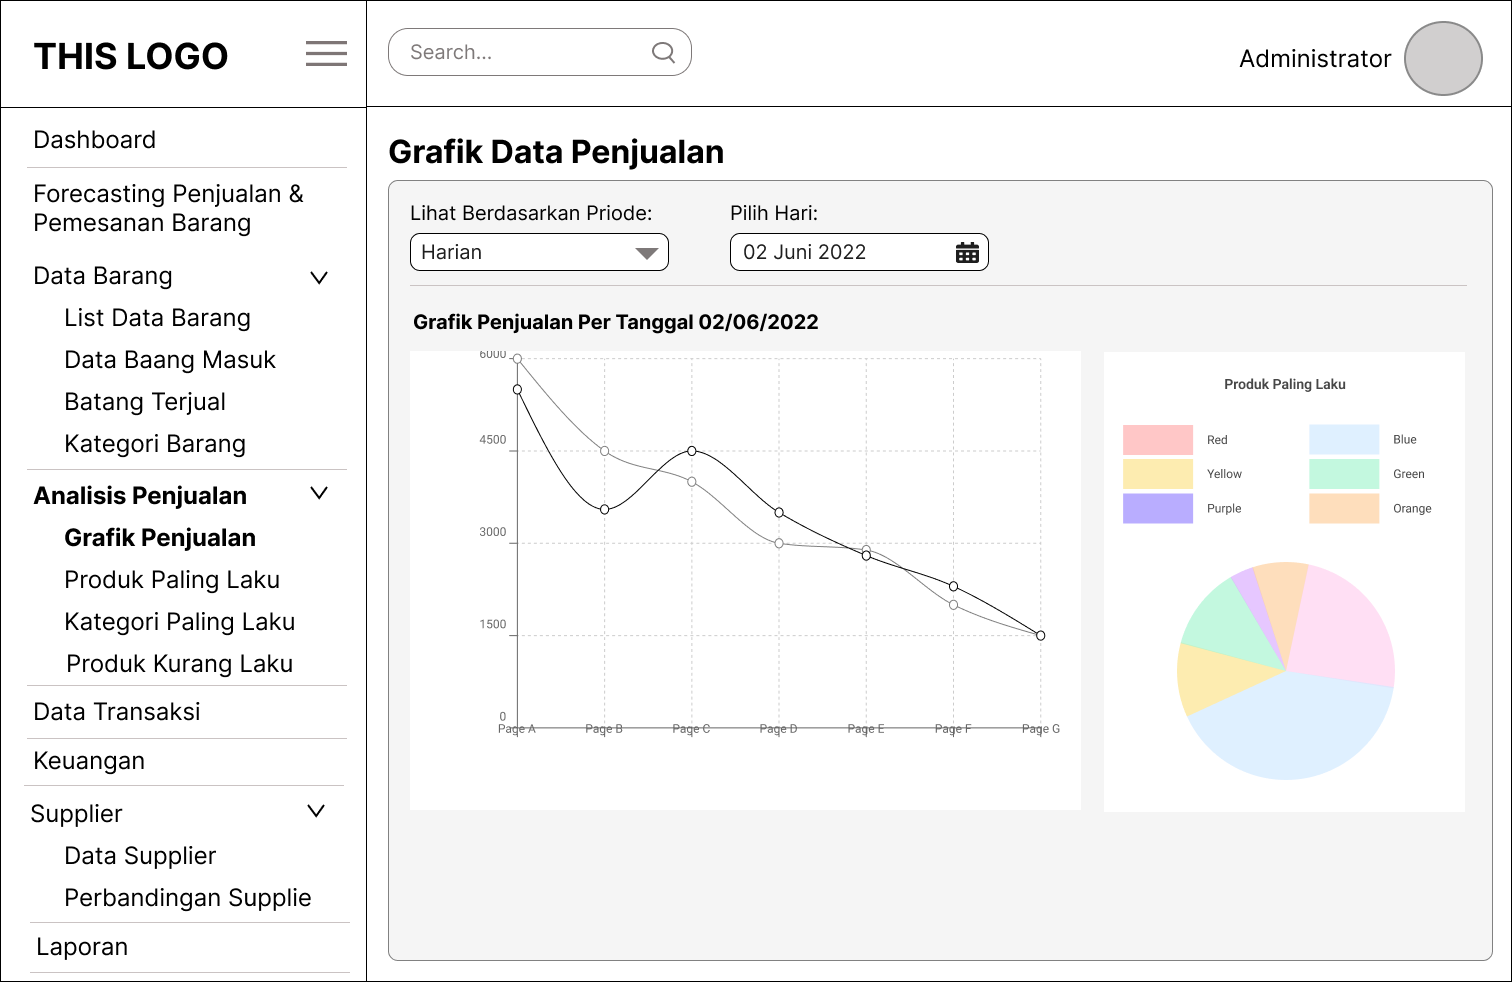 THIS LOGO
Search...
Administrator
Dashboard
Forecasting Penjualan &
Pemesanan Barang
Data Barang
List Data Barang
Data Baang Masuk
Batang Terjual
Kategori Barang
Analisis Penjualan
Grafik Penjualan
Produk Paling Laku
Kategori Paling Laku
Produk Kurang Laku
Data Transaksi
Keuangan
Supplier
Data Supplier
Perbandingan Supplie
Laporan
Grafik Data Penjualan
Lihat Berdasarkan Priode:
Harian
Pilih Hari:
02 Juni 2022
Grafik Penjualan Per Tanggal 02/06/2022
6000
4500
3000
1500
0
Page A
Page B
Page C
Page D
Page E
Page F
Page G
Produk Paling Laku
Red
Blue
Yellow
Green
Purple
Orange